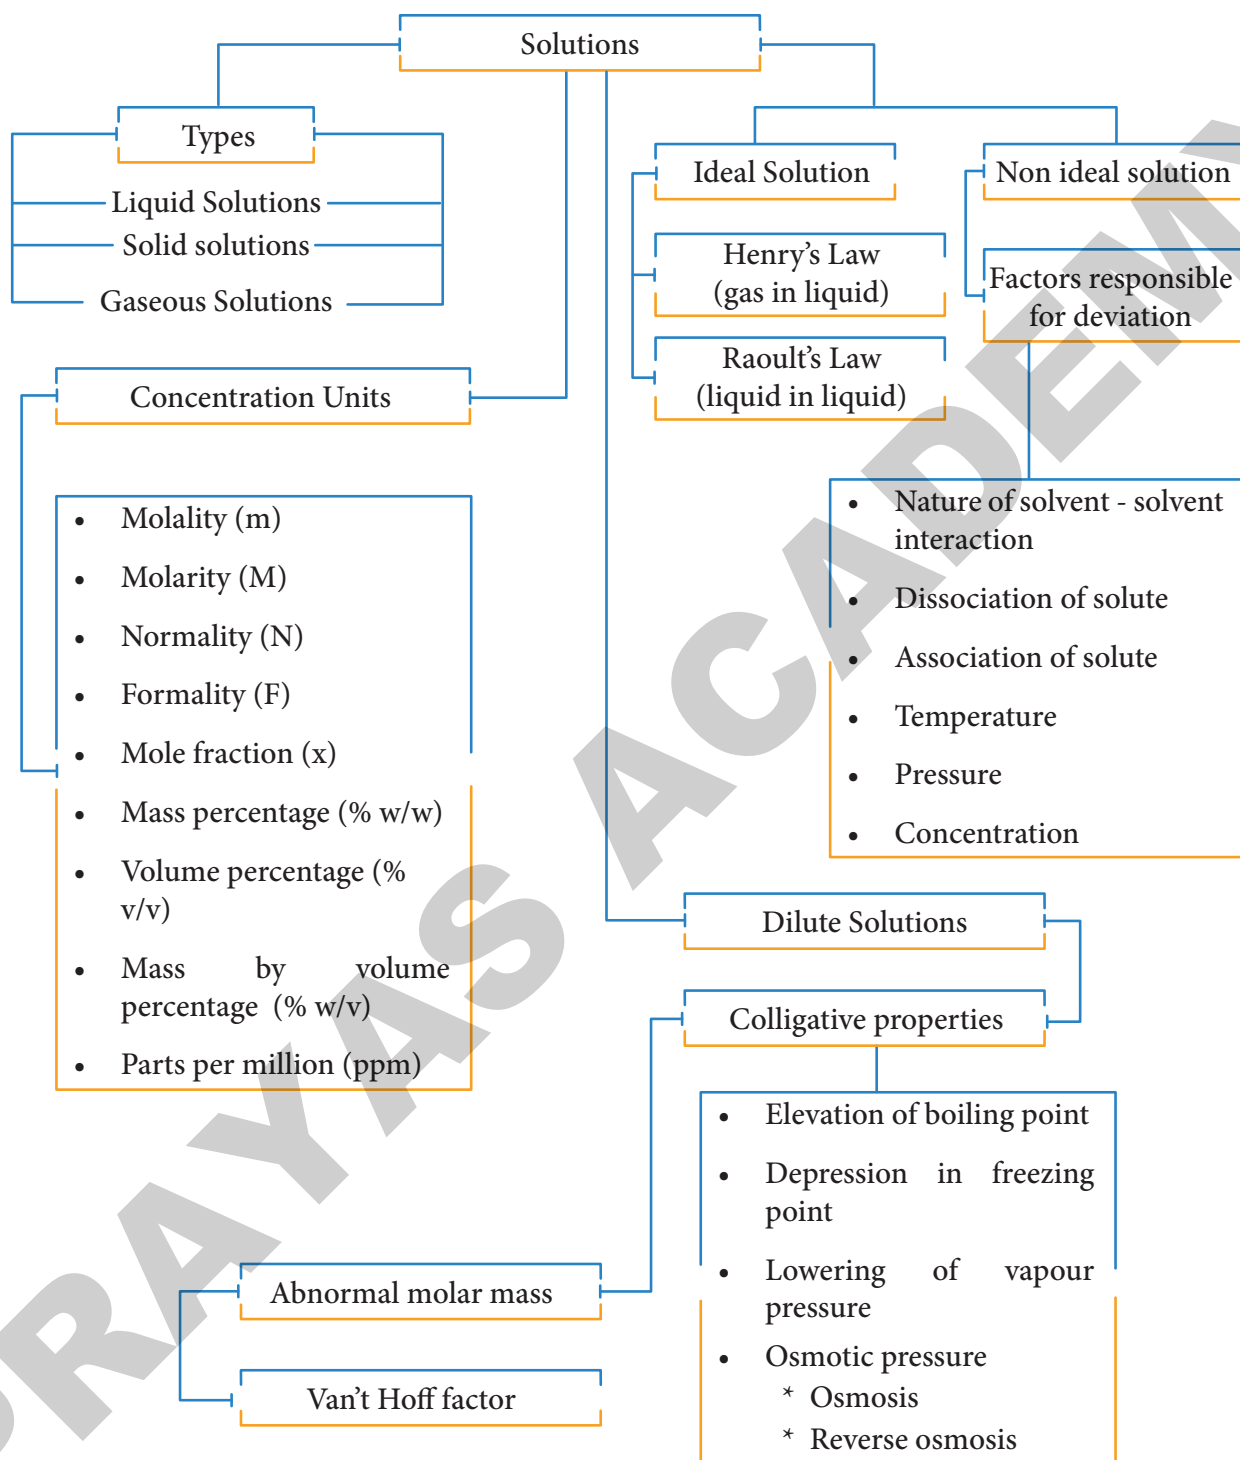 Solutions
Types
Liquid Solutions
Solid solutions
Gaseous Solutions
Ideal Solution
Henry’s Law
(gas in liquid)
Raoult’s Law
(liquid in liquid)
Non ideal solution
Factors responsible
for deviation
• Nature of solvent - solvent
interaction
• Dissociation of solute
• Association of solute
• Temperature
• Pressure
• Concentration
Concentration Units
• Molality (m)
• Molarity (M)
• Normality (N)
• Formality (F)
• Mole fraction (x)
• Mass percentage (% w/w)
• Volume percentage (%
v/v)
• Mass by volume
percentage (% w/v)
• Parts per million (ppm)
Dilute Solutions
Colligative properties
• Elevation of boiling point
• Depression in freezing
point
• Lowering of vapour
pressure
• Osmotic pressure
* Osmosis
* Reverse osmosis
Abnormal molar mass
Van’t Hoff factor
PRAYAS ACADEMY